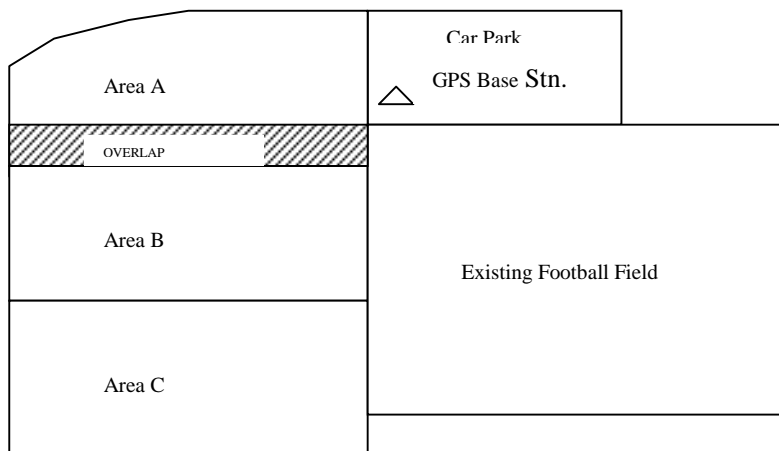 Car Park
Area A
GPS Base Stn.
OVERLAP
Area B
Existing Football Field
Area C